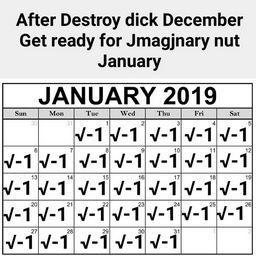 After Destroy dick December
Get ready for Jmagjnary nut
January
JANUARY 2019
Sun Mon Tue Wed Thu Fri Sat
30 31 1 2 3 4 5
√-1 √-1 √-1 √-1 √-1
6 7 8 9 10 11 12
√-1 √-1 √-1 √-1 √-1 √-1 √-1
13 14 15 16 17 18 19
√-1 √-1 √-1 √-1 √-1 √-1 √-1
20 21 22 23 24 25 26
√-1 √-1 √-1 √-1 √-1 √-1 √-1
27 28 29 30 31 1 2
√-1 √-1 √-1 √-1 √-1